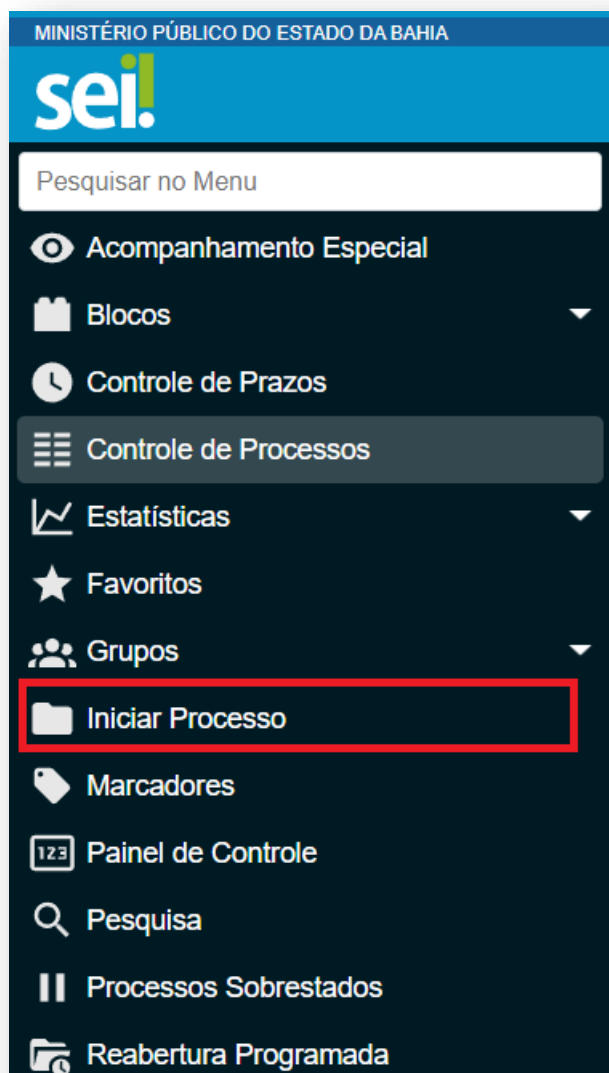 MINISTÉRIO PÚBLICO DO ESTADO DA BAHIA
sei!
Pesquisar no Menu
Acompanhamento Especial
Blocos
Controle de Prazos
Controle de Processos
Estatísticas
Favoritos
Grupos
Iniciar Processo
Marcadores
123 Painel de Controle
Pesquisa
Processos Sobrestados
Reabertura Programada